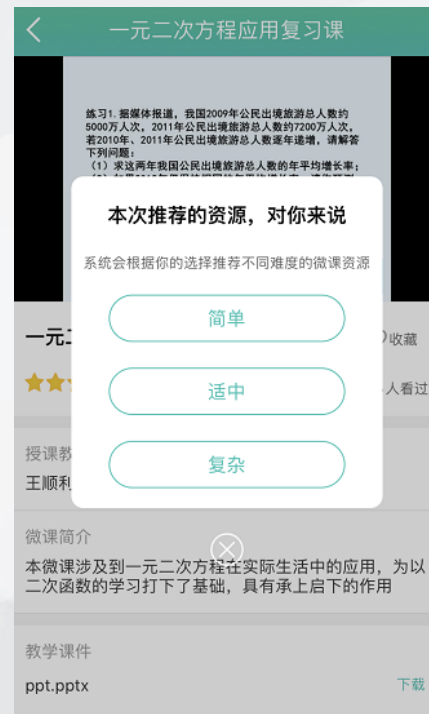 一元二次方程应用复习课
练习1. 据媒体报道，我国2009年公民出境旅游总人数约
5000万人次，2011年公民出境旅游总人数约7200万人次，
若2010年、2011年公民出境旅游总人数逐年递增，请解答
下列问题：
（1）求这两年我国公民出境旅游总人数的年平均增长率；
本次推荐的资源，对你来说
系统会根据你的选择推荐不同难度的微课资源
简单
一元二
收藏
适中
人看过
授课教
复杂
王顺利
微课简介
本微课涉及到一元二次方程在实际生活中的应用，为以
二次函数的学习打下了基础，具有承上启下的作用
教学课件
ppt.pptx
下载